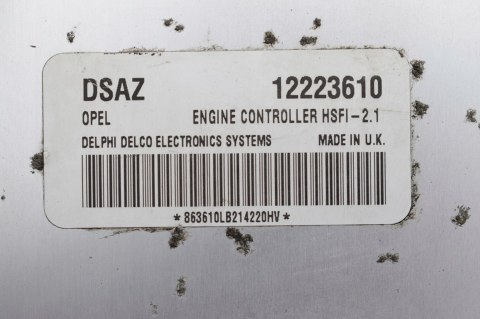 DSAZ 12223610
OPEL ENGINE CONTROLLER HSFI-2.1
DELPHI DELCO ELECTRONICS SYSTEMS MADE IN U.K.
*863610LB214220HV*